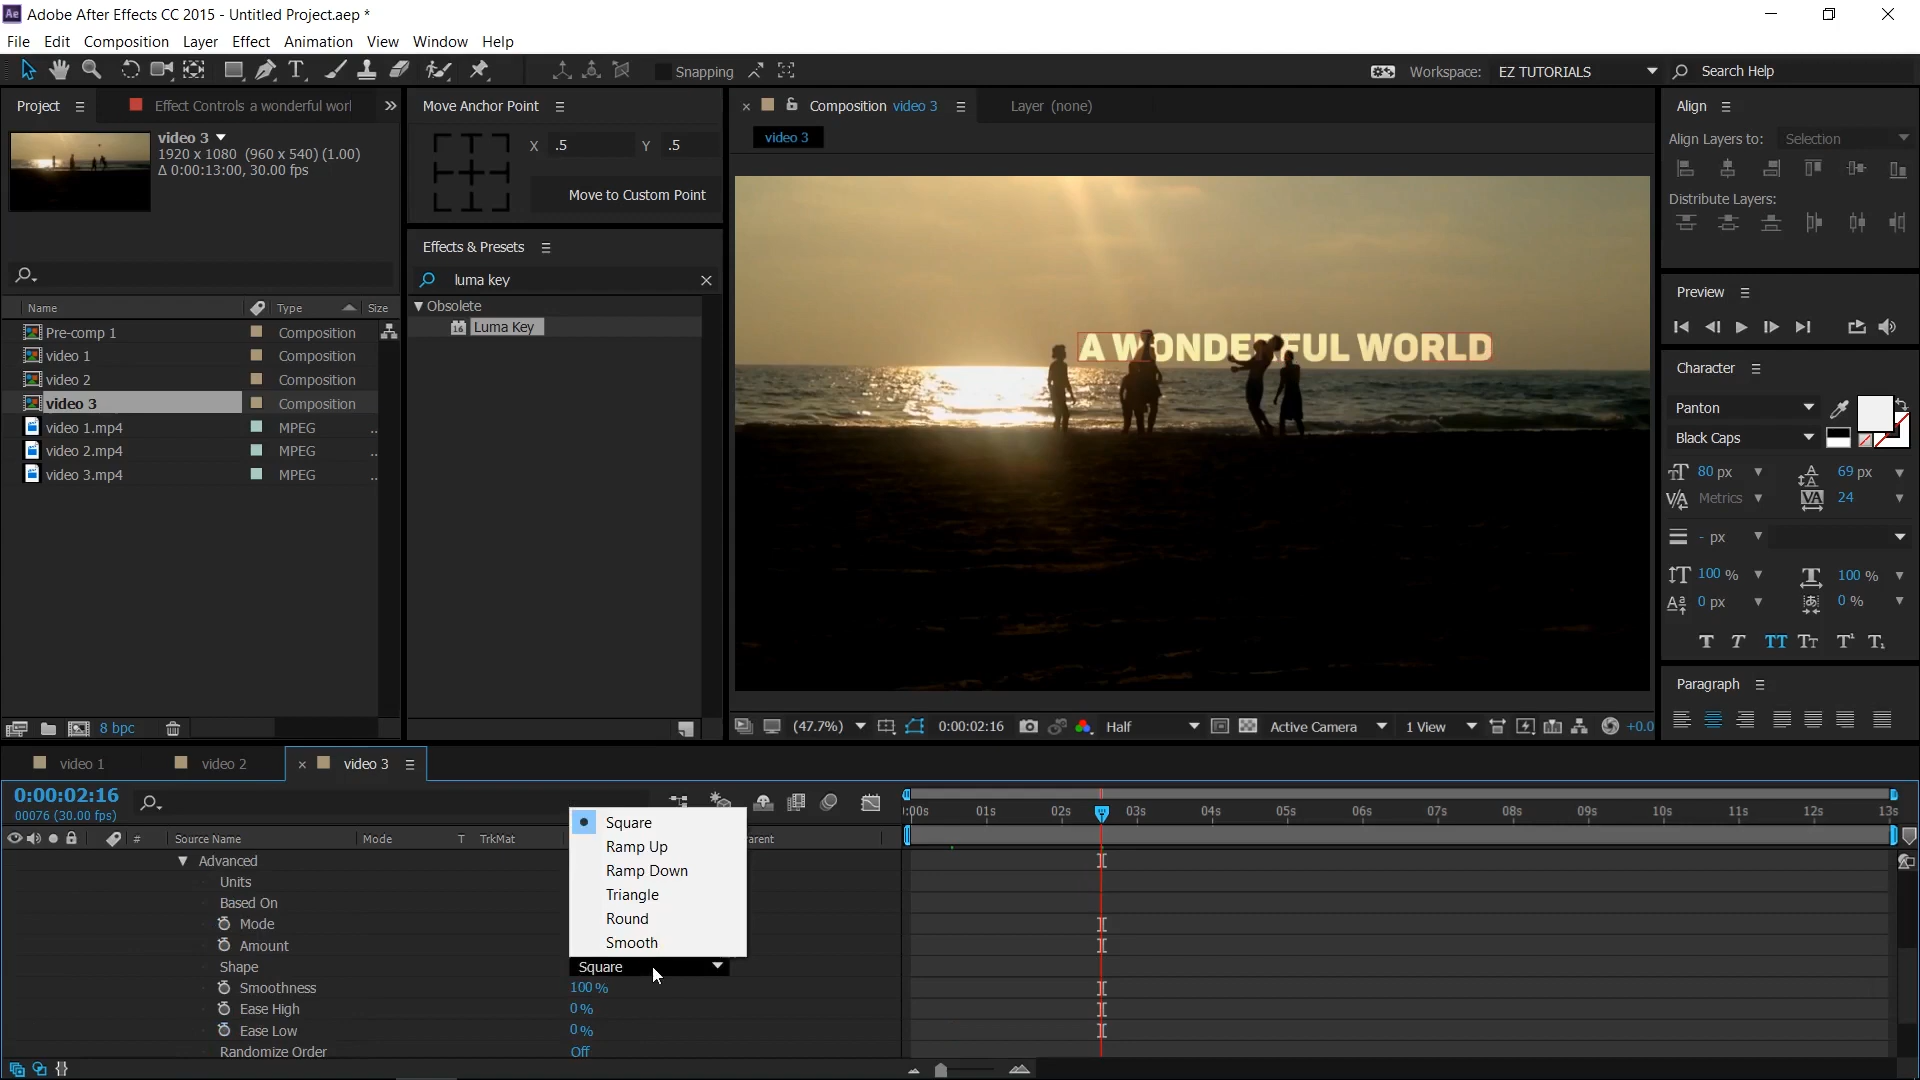 Adobe After Effects CC 2015 - Untitled Project.aep *
File Edit Composition Layer Effect Animation View Window Help
Snapping
Workspace: EZ TUTORIALS
Search Help
Project
Effect Controls a wonderful worl
video 3
1920 x 1080 (960 x 540) (1.00)
Δ 0:00:13:00, 30.00 fps
Name Type Size
Pre-comp 1 Composition
video 1 Composition
video 2 Composition
video 3 Composition
video 1.mp4 MPEG ..
video 2.mp4 MPEG ..
video 3.mp4 MPEG ..
8 bpc
Move Anchor Point
X .5 Y .5
Move to Custom Point
Effects & Presets
luma key
Obsolete
16 Luma Key
Composition video 3
Layer (none)
video 3
A WONDERFUL WORLD
(47.7%) 0:00:02:16 Half Active Camera 1 View +0.0
Align
Align Layers to: Selection
Distribute Layers:
Preview
Character
Panton
Black Caps
80 px 69 px
Metrics 24
- px
100 % 100 %
0 px 0 %
Paragraph
video 1 video 2 video 3
0:00:02:16
00076 (30.00 fps)
:00s 01s 02s 03s 04s 05s 06s 07s 08s 09s 10s 11s 12s 13s
# Source Name Mode T TrkMat arent
Advanced
Units
Based On
Mode
Amount
Shape Square
Smoothness 100 %
Ease High 0 %
Ease Low 0 %
Randomize Order Off
Square
Ramp Up
Ramp Down
Triangle
Round
Smooth